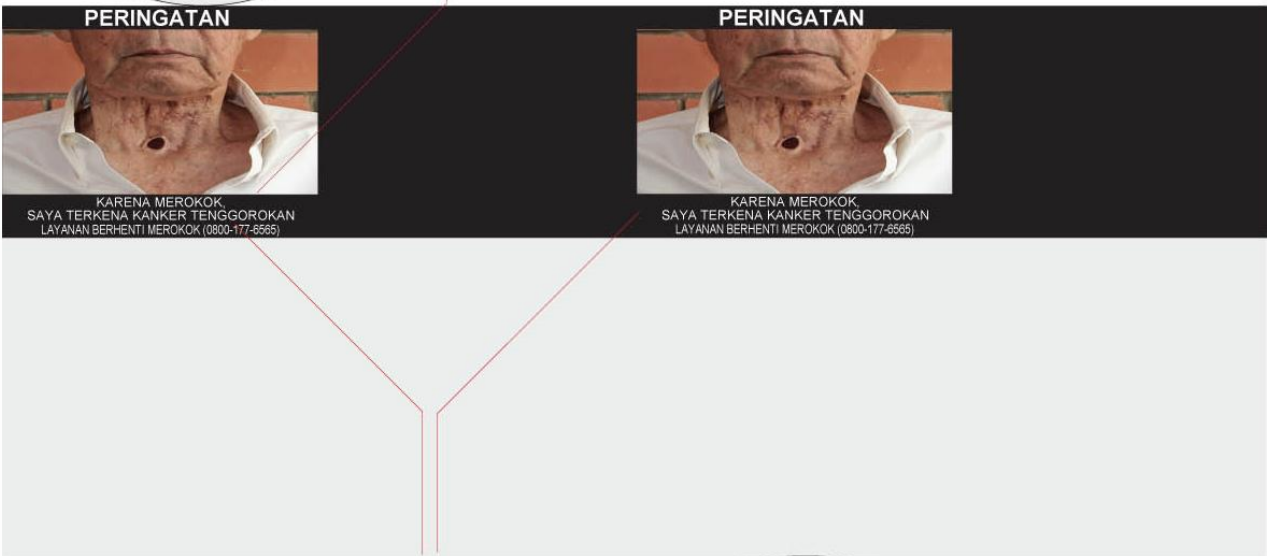 PERINGATAN
KARENA MEROKOK,
SAYA TERKENA KANKER TENGGOROKAN
LAYANAN BERHENTI MEROKOK (0800-177-6565)
PERINGATAN
KARENA MEROKOK,
SAYA TERKENA KANKER TENGGOROKAN
LAYANAN BERHENTI MEROKOK (0800-177-6565)